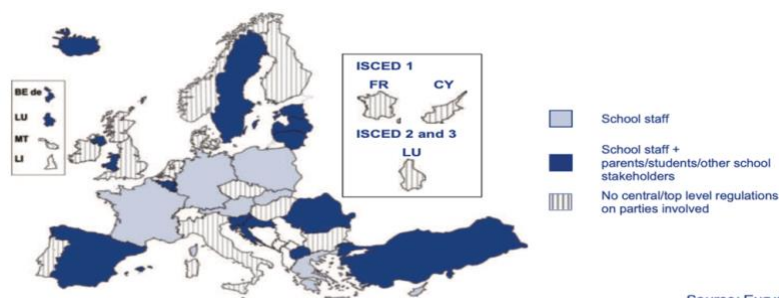 ISCED 1
FR CY
ISCED 2 and 3
LU
BE de
LU
MT
LI
School staff
School staff +
parents/students/other school
stakeholders
No central/top level regulations
on parties involved